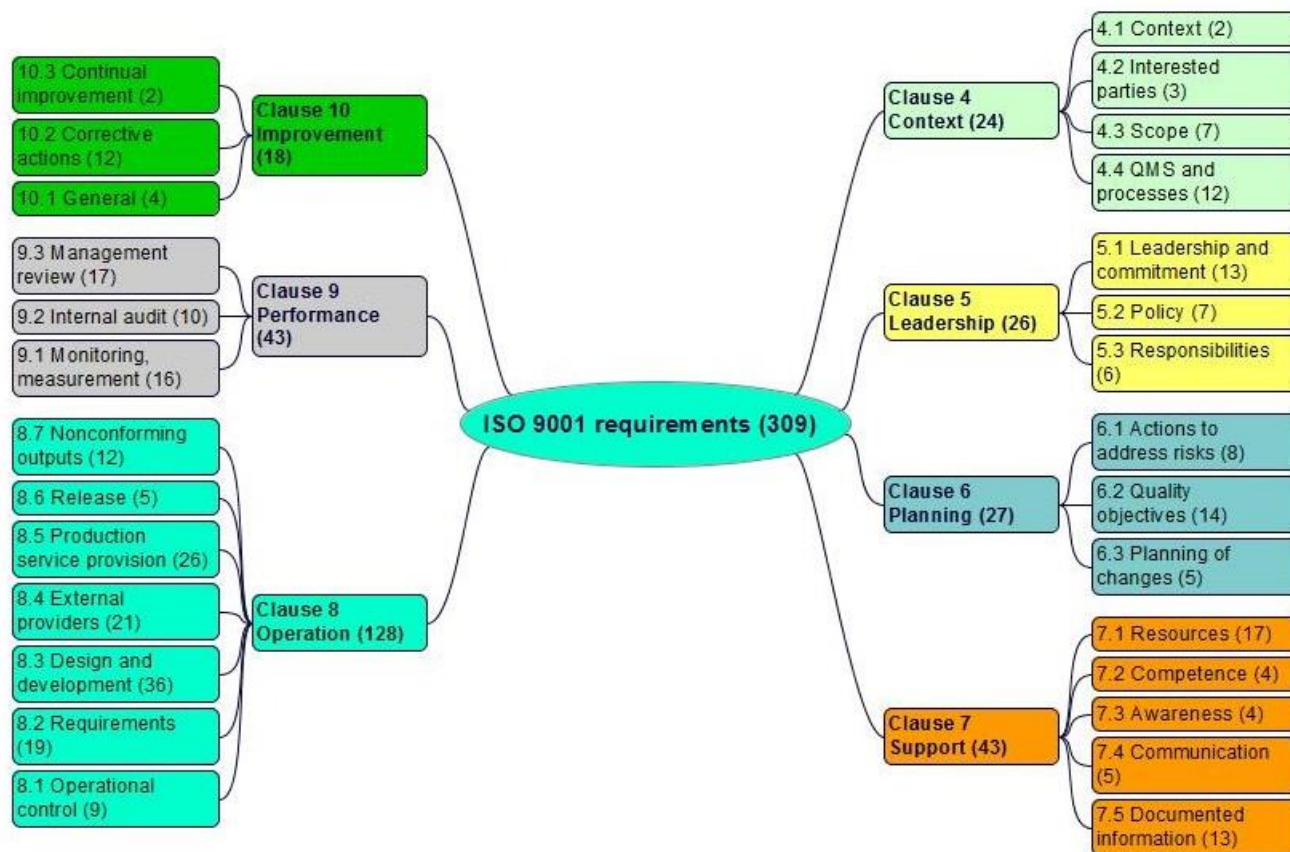 ISO 9001 requirements (309)
Clause 4
Context (24)
4.1 Context (2)
4.2 Interested
parties (3)
4.3 Scope (7)
4.4 QMS and
processes (12)
Clause 5
Leadership (26)
5.1 Leadership and
commitment (13)
5.2 Policy (7)
5.3 Responsibilities
(6)
Clause 6
Planning (27)
6.1 Actions to
address risks (8)
6.2 Quality
objectives (14)
6.3 Planning of
changes (5)
Clause 7
Support (43)
7.1 Resources (17)
7.2 Competence (4)
7.3 Awareness (4)
7.4 Communication
(5)
7.5 Documented
information (13)
Clause 10
Improvement
(18)
10.3 Continual
improvement (2)
10.2 Corrective
actions (12)
10.1 General (4)
Clause 9
Performance
(43)
9.3 Management
review (17)
9.2 Internal audit (10)
9.1 Monitoring,
measurement (16)
Clause 8
Operation (128)
8.7 Nonconforming
outputs (12)
8.6 Release (5)
8.5 Production
service provision (26)
8.4 External
providers (21)
8.3 Design and
development (36)
8.2 Requirements
(19)
8.1 Operational
control (9)